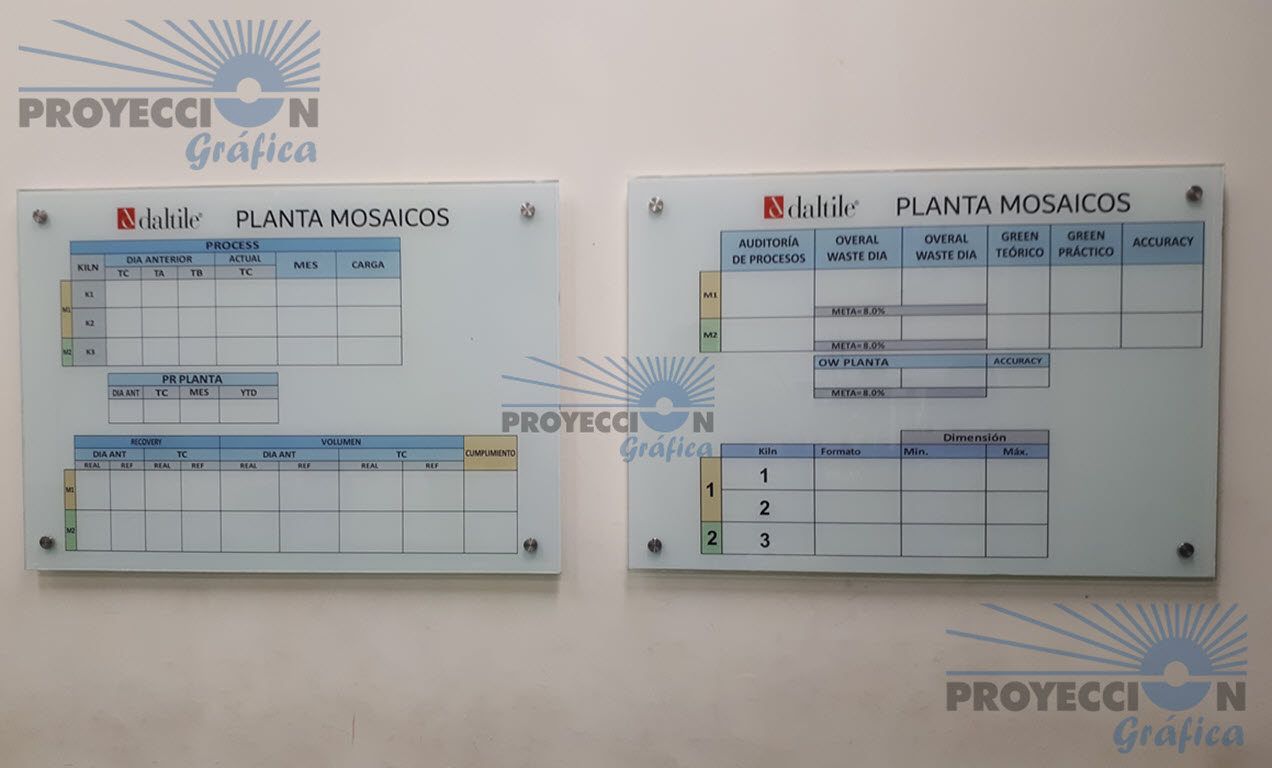 PROYECCION
Gráfica
daltile® PLANTA MOSAICOS
PROCESS
KILN DIA ANTERIOR ACTUAL MES CARGA
TC TA TB TC
M1 K1
K2
M2 K3
PR PLANTA
DIA ANT TC MES YTD
RECOVERY VOLUMEN CUMPLIMIENTO
DIA ANT TC DIA ANT TC
REAL REF REAL REF REAL REF REAL REF
M1
M2
daltile® PLANTA MOSAICOS
AUDITORÍA DE PROCESOS OVERAL WASTE DIA OVERAL WASTE DIA GREEN TEÓRICO GREEN PRÁCTICO ACCURACY
M1
META=8.0%
M2
META=8.0%
OW PLANTA ACCURACY
META=8.0%
Dimensión
Kiln Formato Min. Máx.
1 1
2
2 3
PROYECCION
Gráfica
PROYECCION
Gráfica